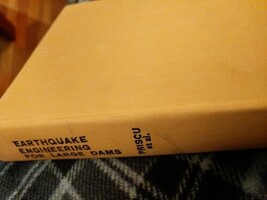 EARTHQUAKE
ENGINEERING
FOR LARGE DAMS
PRISCU
et al.